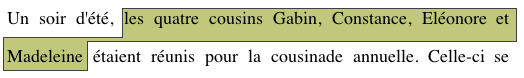 Un soir d'été, les quatre cousins Gabin, Constance, Eléonore et
Madeleine étaient réunis pour la cousinade annuelle. Celle-ci se